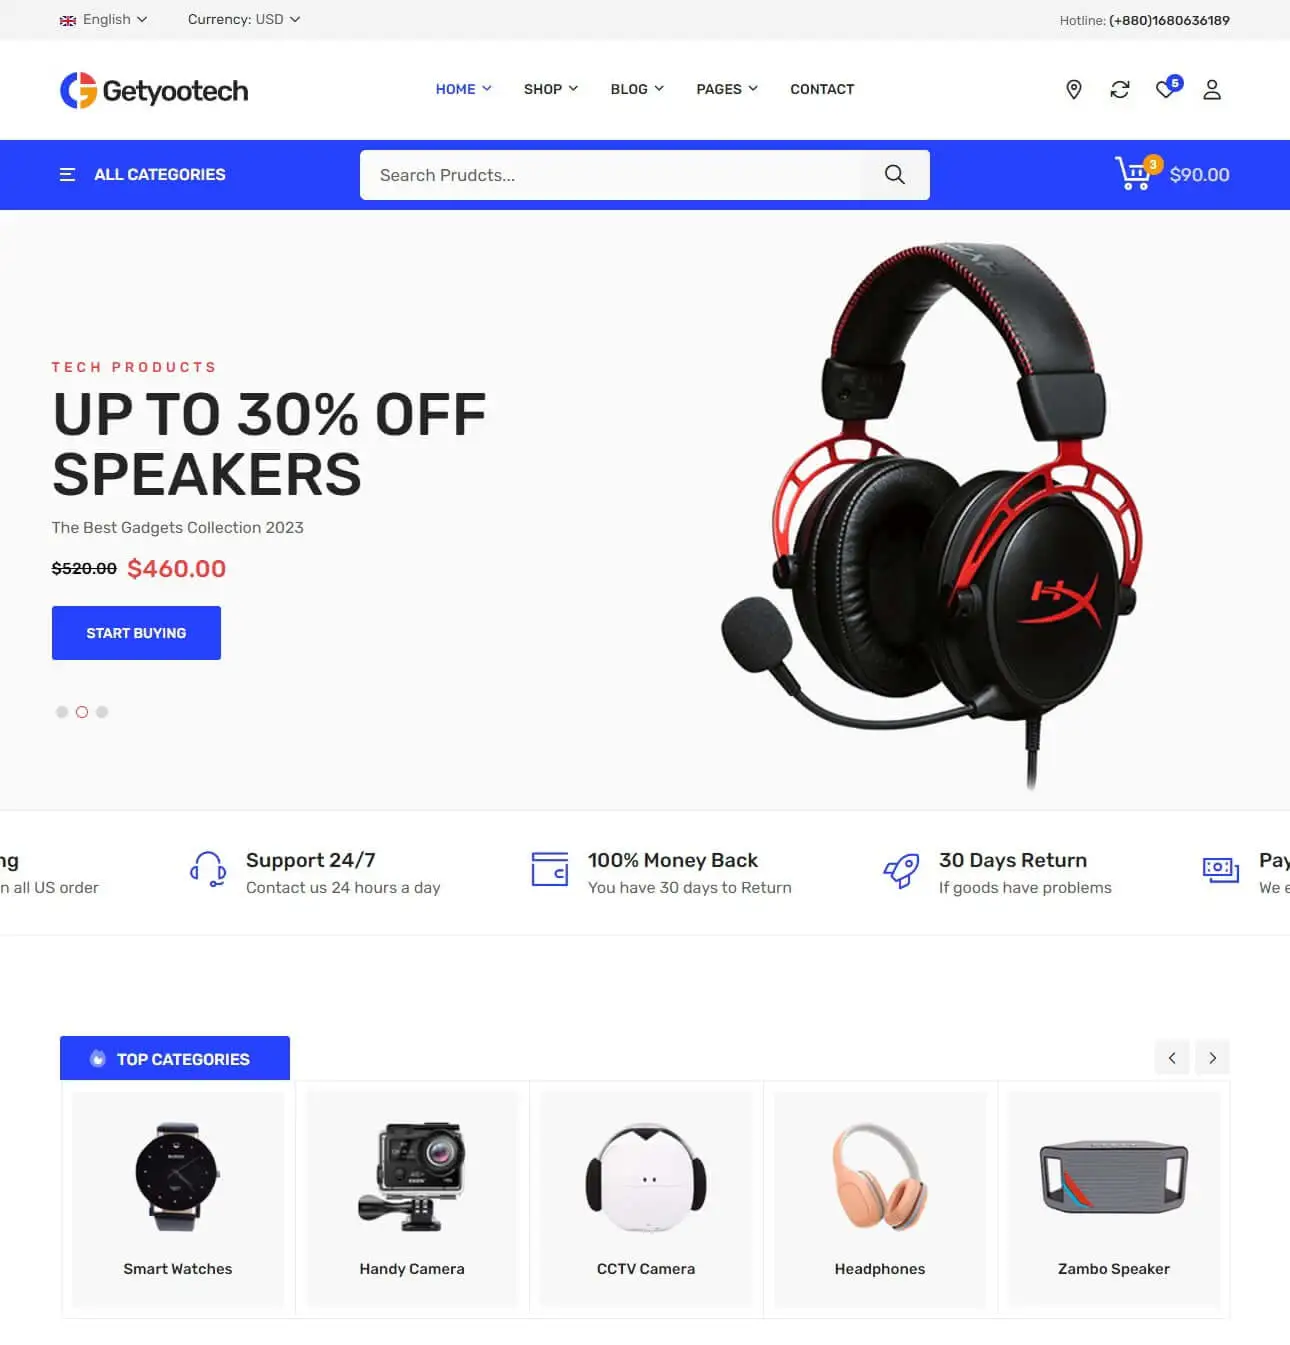 English
Currency: USD
Hotline: (+880)1680636189
Getyootech
HOME
SHOP
BLOG
PAGES
CONTACT
5
ALL CATEGORIES
Search Prudcts...
3
$90.00
TECH PRODUCTS
UP TO 30% OFF
SPEAKERS
The Best Gadgets Collection 2023
$520.00 $460.00
START BUYING
HX
ng
n all US order
Support 24/7
Contact us 24 hours a day
100% Money Back
You have 30 days to Return
30 Days Return
If goods have problems
Pay
We e
TOP CATEGORIES
Smart Watches
Handy Camera
CCTV Camera
Headphones
Zambo Speaker